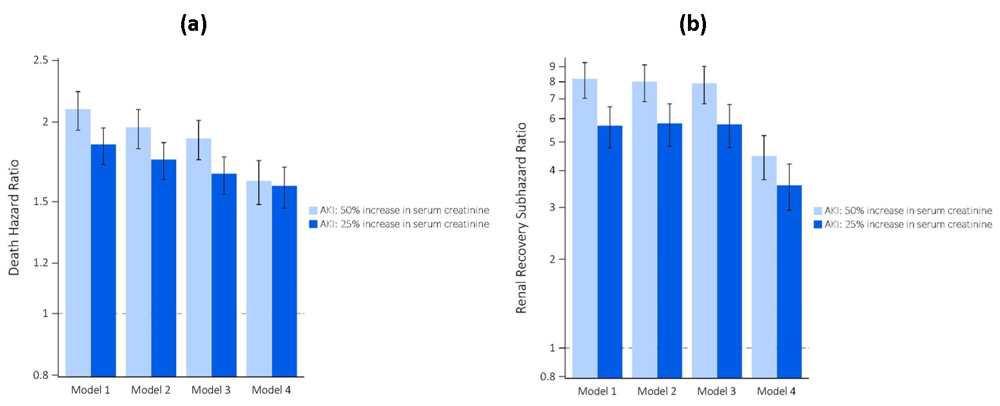 (a)
Death Hazard Ratio
2.5
2
1.5
1.2
1
0.8
Model 1
Model 2
Model 3
Model 4
AKI: 50% increase in serum creatinine
AKI: 25% increase in serum creatinine
(b)
Renal Recovery Subhazard Ratio
9
8
7
6
5
4
3
2
1
0.8
Model 1
Model 2
Model 3
Model 4
AKI: 50% increase in serum creatinine
AKI: 25% increase in serum creatinine